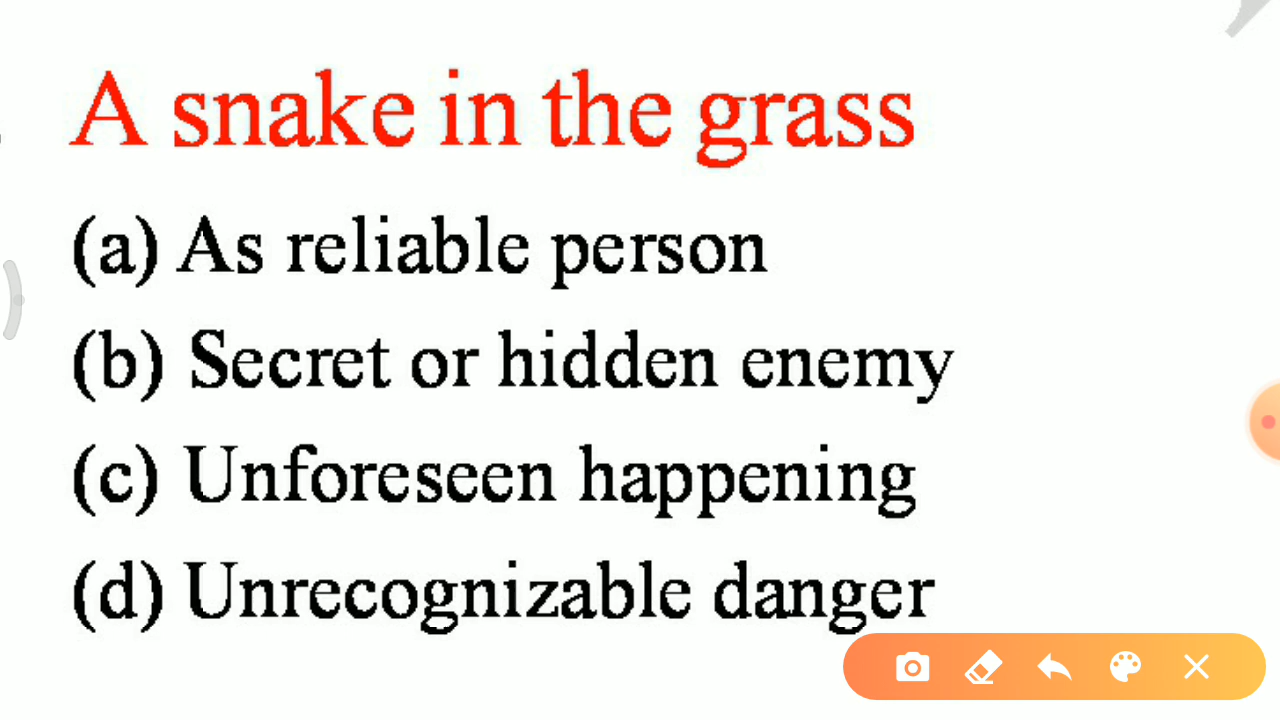 A snake in the grass
(a) As reliable person
(b) Secret or hidden enemy
(c) Unforeseen happening
(d) Unrecognizable danger